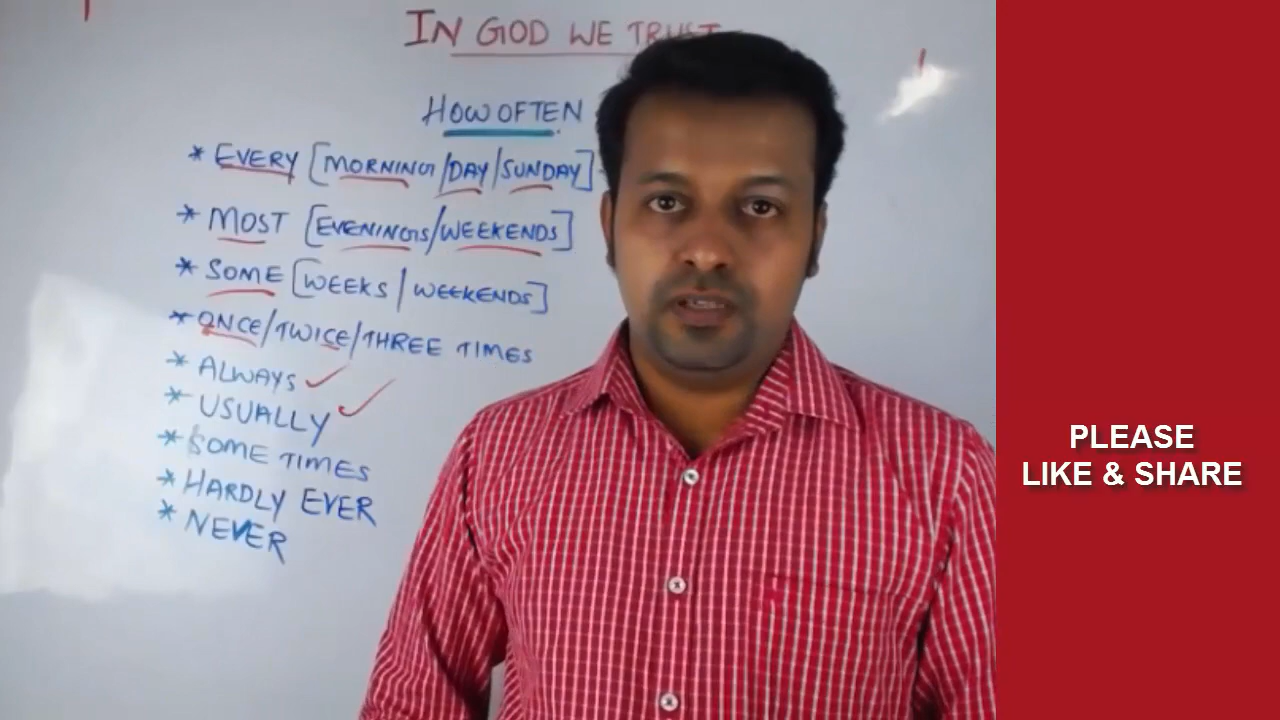 IN GOD WE TRUST
HOW OFTEN
* EVERY [MORNING/DAY/SUNDAY]
* MOST [EVENINGS/WEEKENDS]
* SOME [WEEKS/WEEKENDS]
* ONCE/TWICE/THREE TIMES
* ALWAYS ✓
* USUALLY ✓
* SOME TIMES
* HARDLY EVER
* NEVER
PLEASE
LIKE & SHARE